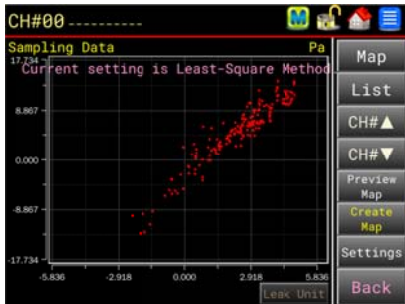 CH#00----------
M
Sampling Data Pa
Map
17.734
Current setting is Least-Square Method.
List
8.867
CH#▲
0.000
CH#▼
Preview
Map
-8.867
Create
Map
-17.734
Settings
-5.836 -2.918 0.000 2.918 5.836
Leak Unit
Back